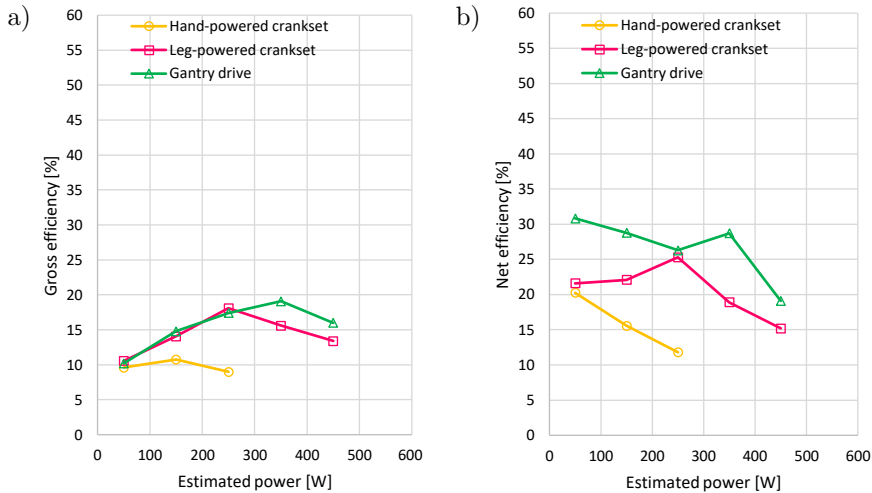 a)
Hand-powered crankset
Leg-powered crankset
Gantry drive
Gross efficiency [%]
60
55
50
45
40
35
30
25
20
15
10
5
0
0 100 200 300 400 500 600
Estimated power [W]
b)
Hand-powered crankset
Leg-powered crankset
Gantry drive
Net efficiency [%]
60
55
50
45
40
35
30
25
20
15
10
5
0
0 100 200 300 400 500 600
Estimated power [W]